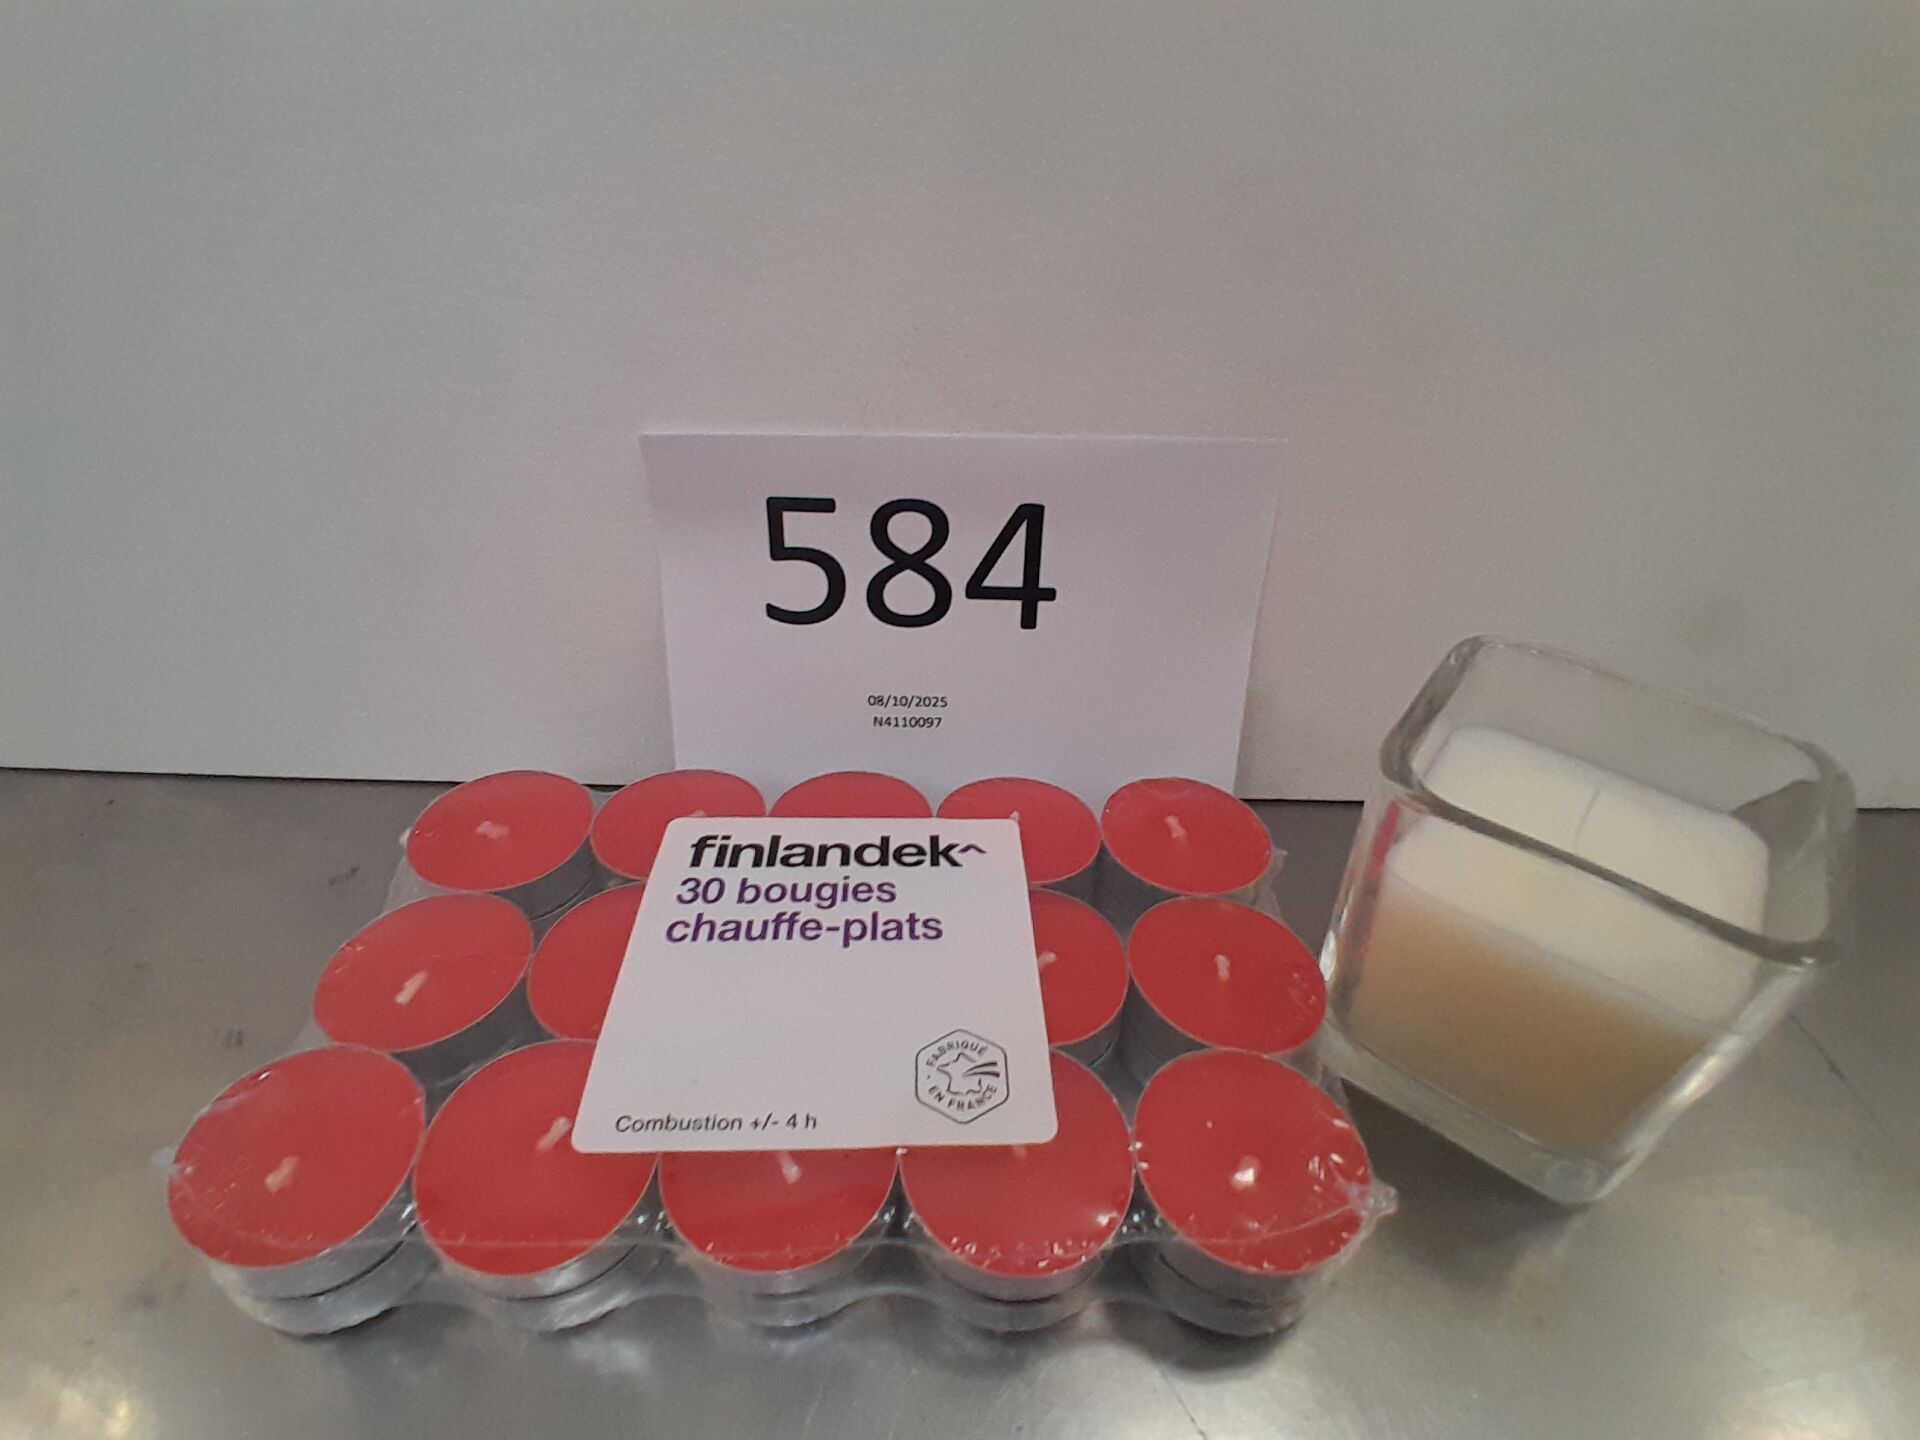 584
08/10/2025
N4110097
finlandek^
30 bougies
chauffe-plats
FABRIQUÉ
EN FRANCE
Combustion +/- 4 h